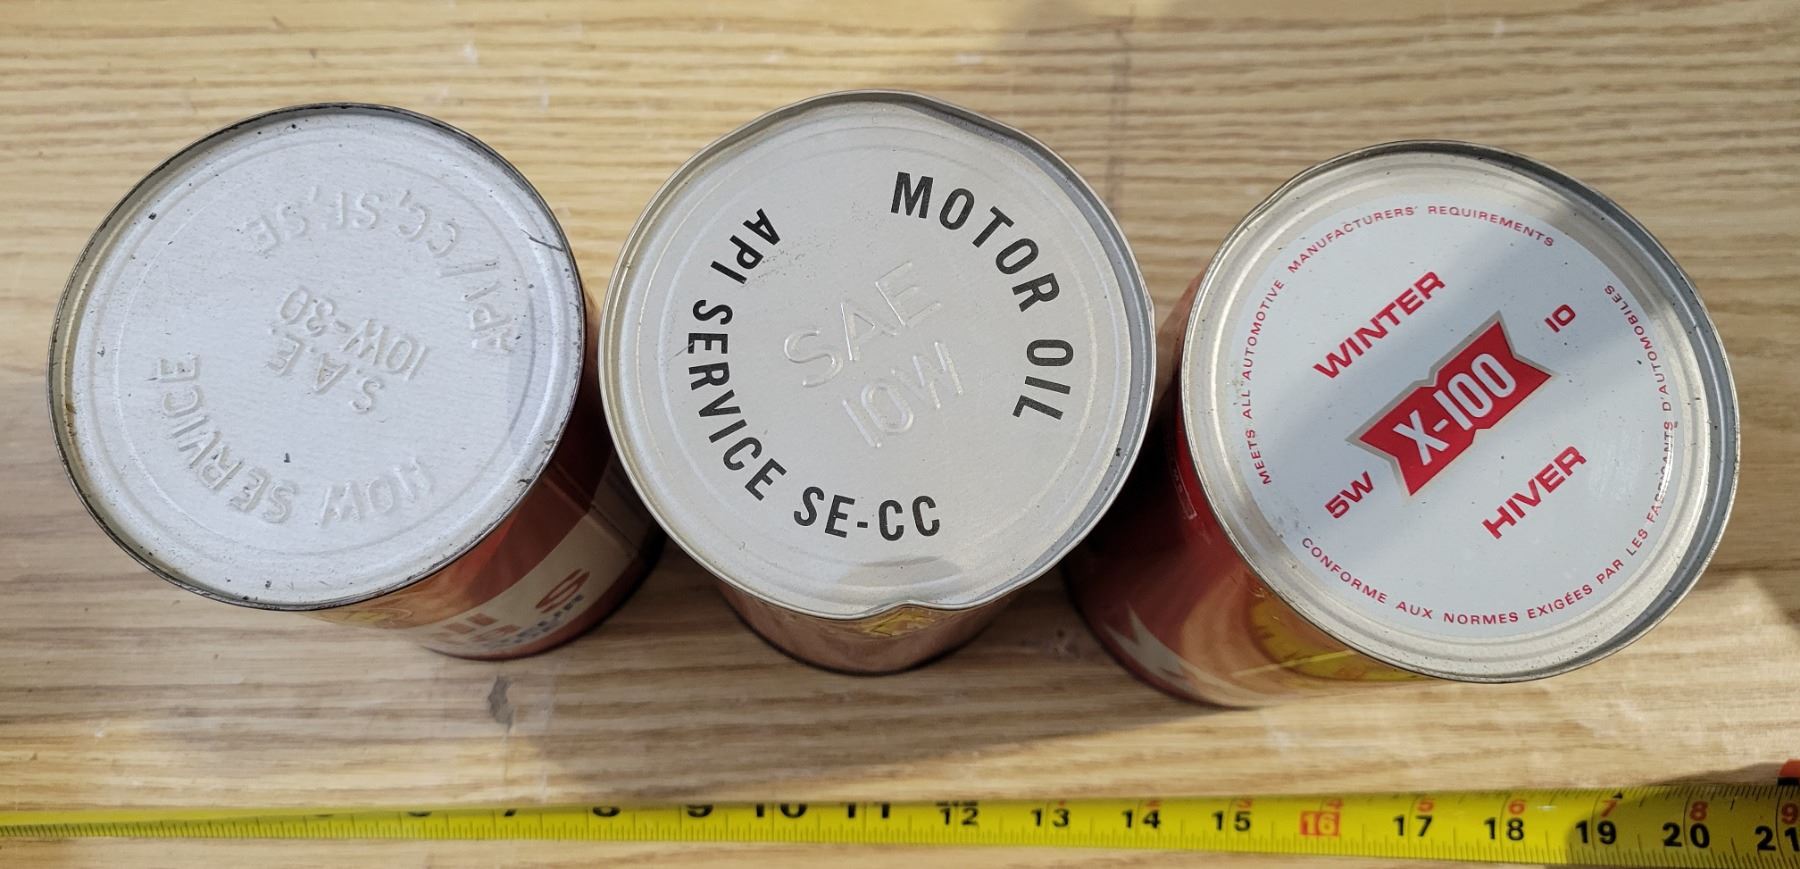 API/CC, SF, SE
S.A.E
10W-30
NOW SERVICE
MOTOR OIL
SAE
10W
API SERVICE SE-CC
MEETS ALL AUTOMOTIVE MANUFACTURERS' REQUIREMENTS
WINTER
10
X-100
5W
HIVER
CONFORME AUX NORMES EXIGÉES PAR LES FABRICANTS D'AUTOMOBILES
6 7 8 9 10 11 12 13 14 15 16 17 18 19 20 21